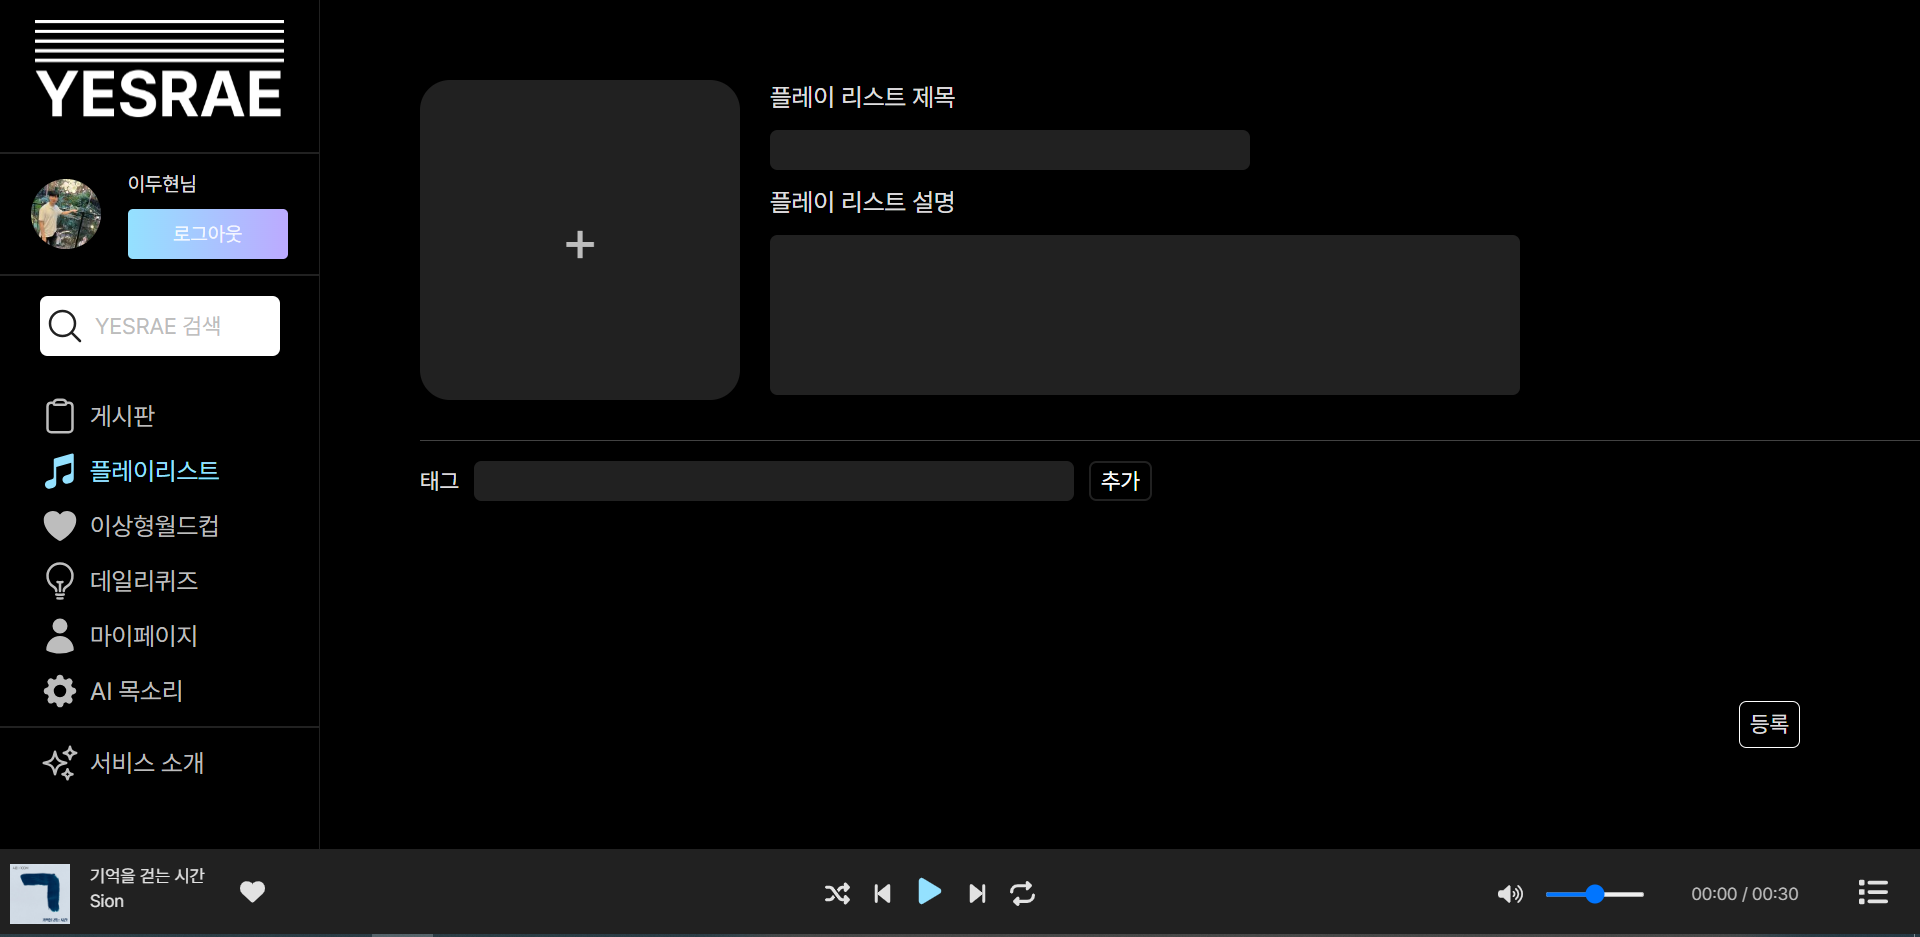 YESRAE
이두현님
로그아웃
YESRAE 검색
게시판
플레이리스트
이상형월드컵
데일리퀴즈
마이페이지
AI 목소리
서비스 소개
플레이 리스트 제목
플레이 리스트 설명
태그
추가
등록
기억을 걷는 시간
Sion
00:00 / 00:30